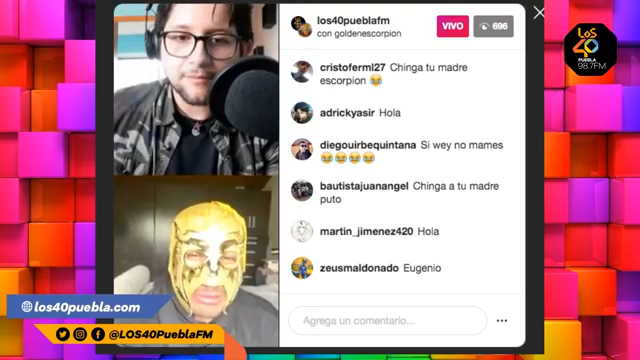 los40pueblafm
con goldenescorpion
VIVO
696
LOS
40
PUEBLA
98.7FM
cristoferml27 Chinga tu madre
escorpion 😂
adrickyasir Hola
diegouirbequintana Si wey no mames
😂😂😂😂
bautistajuanangel Chinga a tu madre
puto
martin_jimenez420 Hola
zeusmaldonado Eugenio
Agrega un comentario...
los40puebla.com
@LOS40PueblaFM